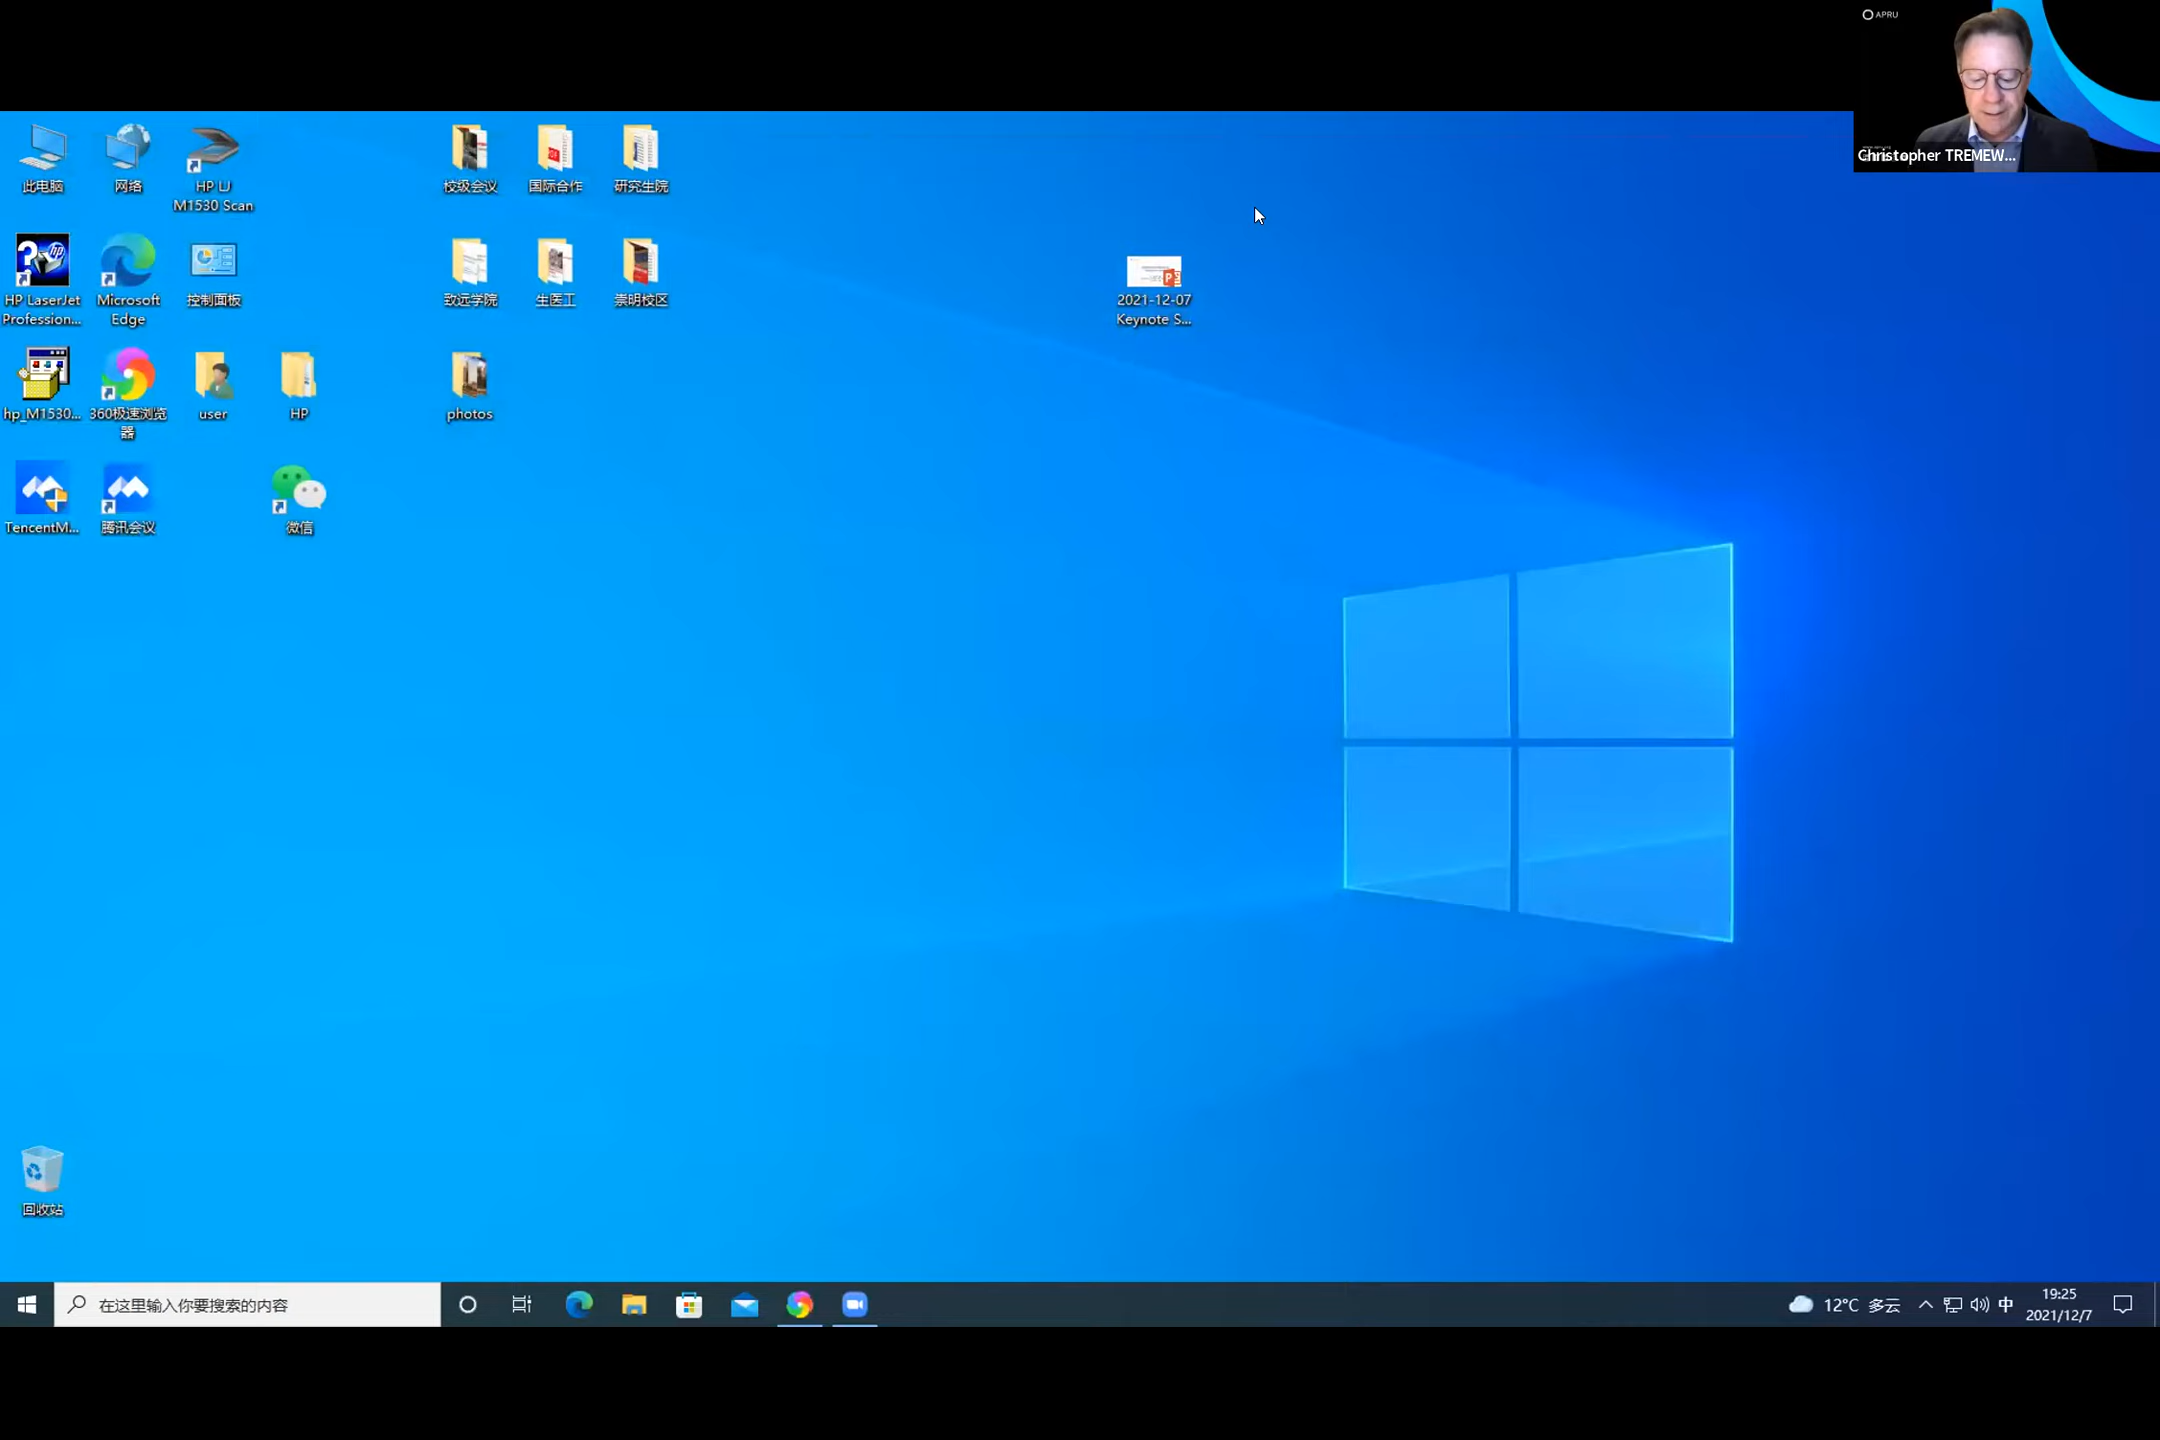 APRU
Christopher TREMEW...
此电脑
网络
HP LJ
M1530 Scan
校级会议
国际合作
研究生院
HP LaserJet
Profession...
Microsoft
Edge
控制面板
致远学院
生医工
崇明校区
2021-12-07
Keynote S...
hp_M1530...
360极速浏览
器
user
HP
photos
TencentM...
腾讯会议
微信
回收站
在这里输入你要搜索的内容
12°C 多云
中
19:25
2021/12/7